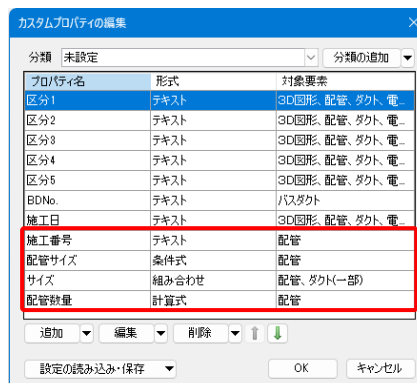 カスタムプロパティの編集
分類 未設定 分類の追加
プロパティ名 形式 対象要素
区分1 テキスト 3D図形、配管、ダクト、電...
区分2 テキスト 3D図形、配管、ダクト、電...
区分3 テキスト 3D図形、配管、ダクト、電...
区分4 テキスト 3D図形、配管、ダクト、電...
区分5 テキスト 3D図形、配管、ダクト、電...
BDNo. テキスト バスダクト
施工日 テキスト 3D図形、配管、ダクト、電...
施工番号 テキスト 配管
配管サイズ 条件式 配管
サイズ 組み合わせ 配管、ダクト(一部)
配管数量 計算式 配管
追加 編集 削除
設定の読み込み・保存 OK キャンセル